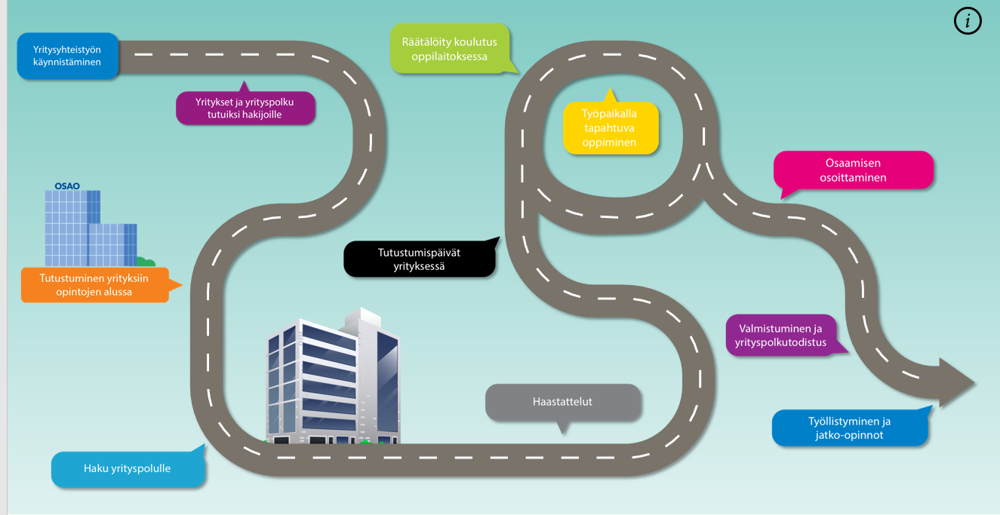 Yritysyhteistyön
käynnistäminen
Yritykset ja yrityspolku
tutuiksi hakijoille
OSAO
Tutustuminen yrityksiin
opintojen alussa
Haku yrityspolulle
Haastattelut
Tutustumispäivät
yrityksessä
Räätälöity koulutus
oppilaitoksessa
Työpaikalla
tapahtuva
oppiminen
Osaamisen
osoittaminen
Valmistuminen ja
yrityspolkutodistus
Työllistyminen ja
jatko-opinnot
i